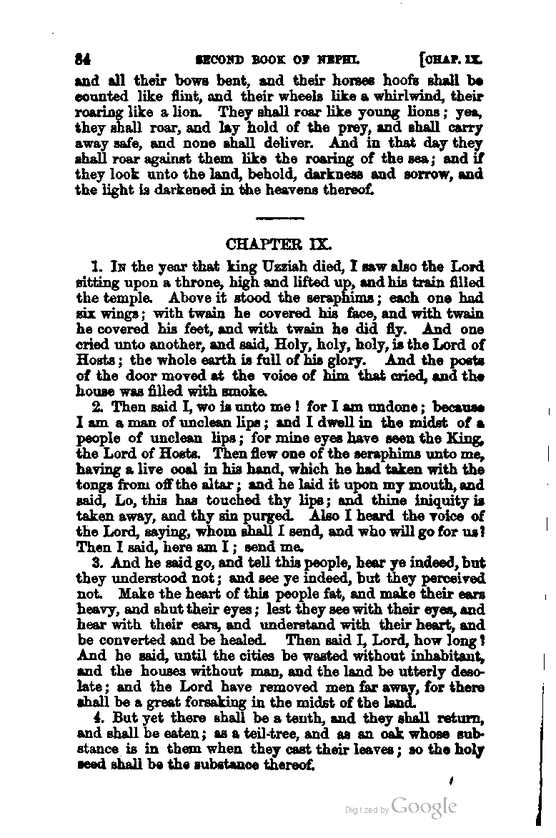 84 SECOND BOOK OF NEPHI. [CHAP. IX.
and all their bows bent, and their horses hoofs shall be
counted like flint, and their wheels like a whirlwind, their
roaring like a lion. They shall roar like young lions; yea,
they shall roar, and lay hold of the prey, and shall carry
away safe, and none shall deliver. And in that day they
shall roar against them like the roaring of the sea; and if
they look unto the land, behold, darkness and sorrow, and
the light is darkened in the heavens thereof.
CHAPTER IX.
1. IN the year that king Uzziah died, I saw also the Lord
sitting upon a throne, high and lifted up, and his train filled
the temple. Above it stood the seraphims; each one had
six wings; with twain he covered his face, and with twain
he covered his feet, and with twain he did fly. And one
cried unto another, and said, Holy, holy, holy, is the Lord of
Hosts; the whole earth is full of his glory. And the posts
of the door moved at the voice of him that cried, and the
house was filled with smoke.
2. Then said I, wo is unto me! for I am undone; because
I am a man of unclean lips; and I dwell in the midst of a
people of unclean lips; for mine eyes have seen the King,
the Lord of Hosts. Then flew one of the seraphims unto me,
having a live coal in his hand, which he had taken with the
tongs from off the altar; and he laid it upon my mouth, and
said, Lo, this has touched thy lips; and thine iniquity is
taken away, and thy sin purged. Also I heard the voice of
the Lord, saying, whom shall I send, and who will go for us?
Then I said, here am I; send me.
3. And he said go, and tell this people, hear ye indeed, but
they understood not; and see ye indeed, but they perceived
not. Make the heart of this people fat, and make their ears
heavy, and shut their eyes; lest they see with their eyes, and
hear with their ears, and understand with their heart, and
be converted and be healed. Then said I, Lord, how long?
And he said, until the cities be wasted without inhabitant,
and the houses without man, and the land be utterly deso-
late; and the Lord have removed men far away, for there
shall be a great forsaking in the midst of the land.
4. But yet there shall be a tenth, and they shall return,
and shall be eaten; as a teil-tree, and as an oak whose sub-
stance is in them when they cast their leaves; so the holy
seed shall be the substance thereof.
Digitized by Google